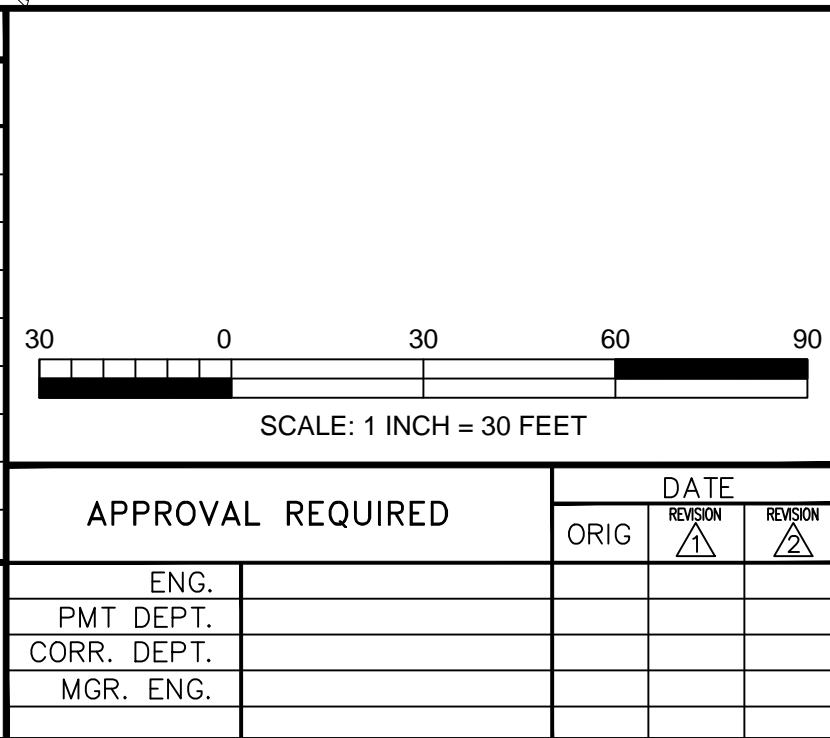 30 0 30 60 90
SCALE: 1 INCH = 30 FEET
APPROVAL REQUIRED
DATE
ORIG
REVISION
1
REVISION
2
ENG.
PMT DEPT.
CORR. DEPT.
MGR. ENG.